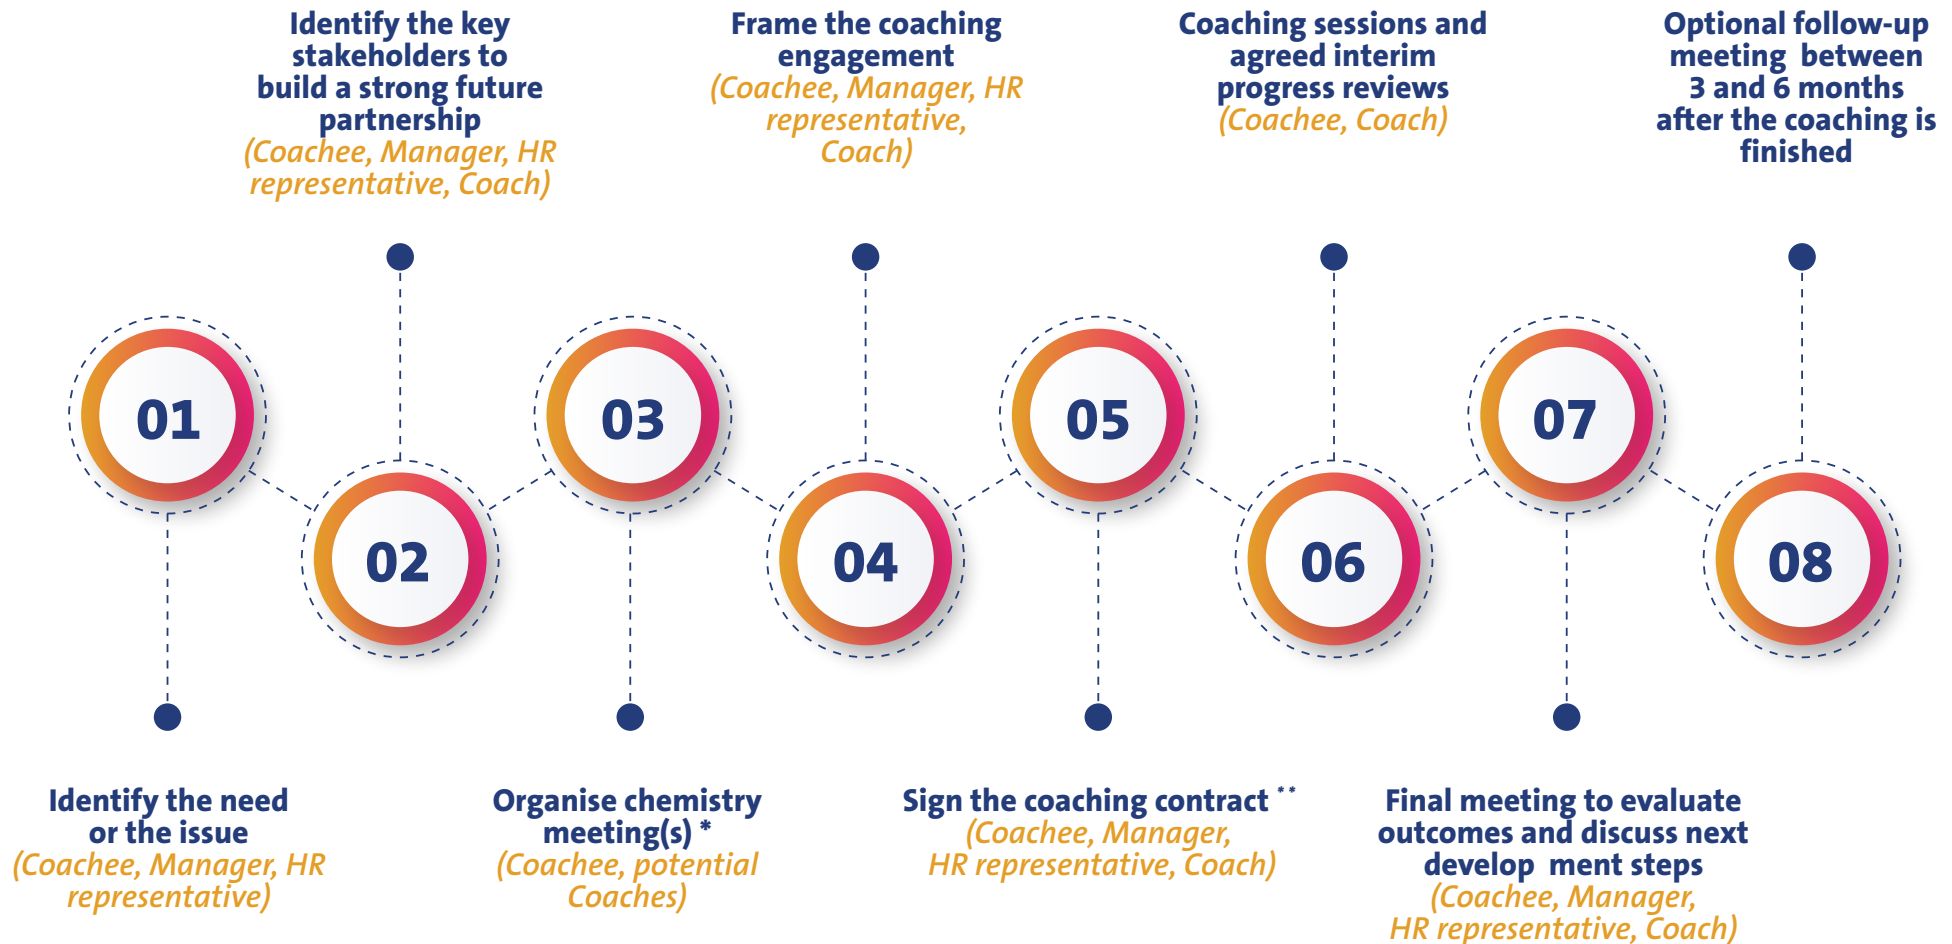 Identify the key
stakeholders to
build a strong future
partnership
(Coachee, Manager, HR
representative, Coach)
Frame the coaching
engagement
(Coachee, Manager, HR
representative,
Coach)
Coaching sessions and
agreed interim
progress reviews
(Coachee, Coach)
Optional follow-up
meeting between
3 and 6 months
after the coaching is
finished
01
02
03
04
05
06
07
08
Identify the need
or the issue
(Coachee, Manager, HR
representative)
Organise chemistry
meeting(s) *
(Coachee, potential
Coaches)
Sign the coaching contract **
(Coachee, Manager,
HR representative, Coach)
Final meeting to evaluate
outcomes and discuss next
develop ment steps
(Coachee, Manager,
HR representative, Coach)